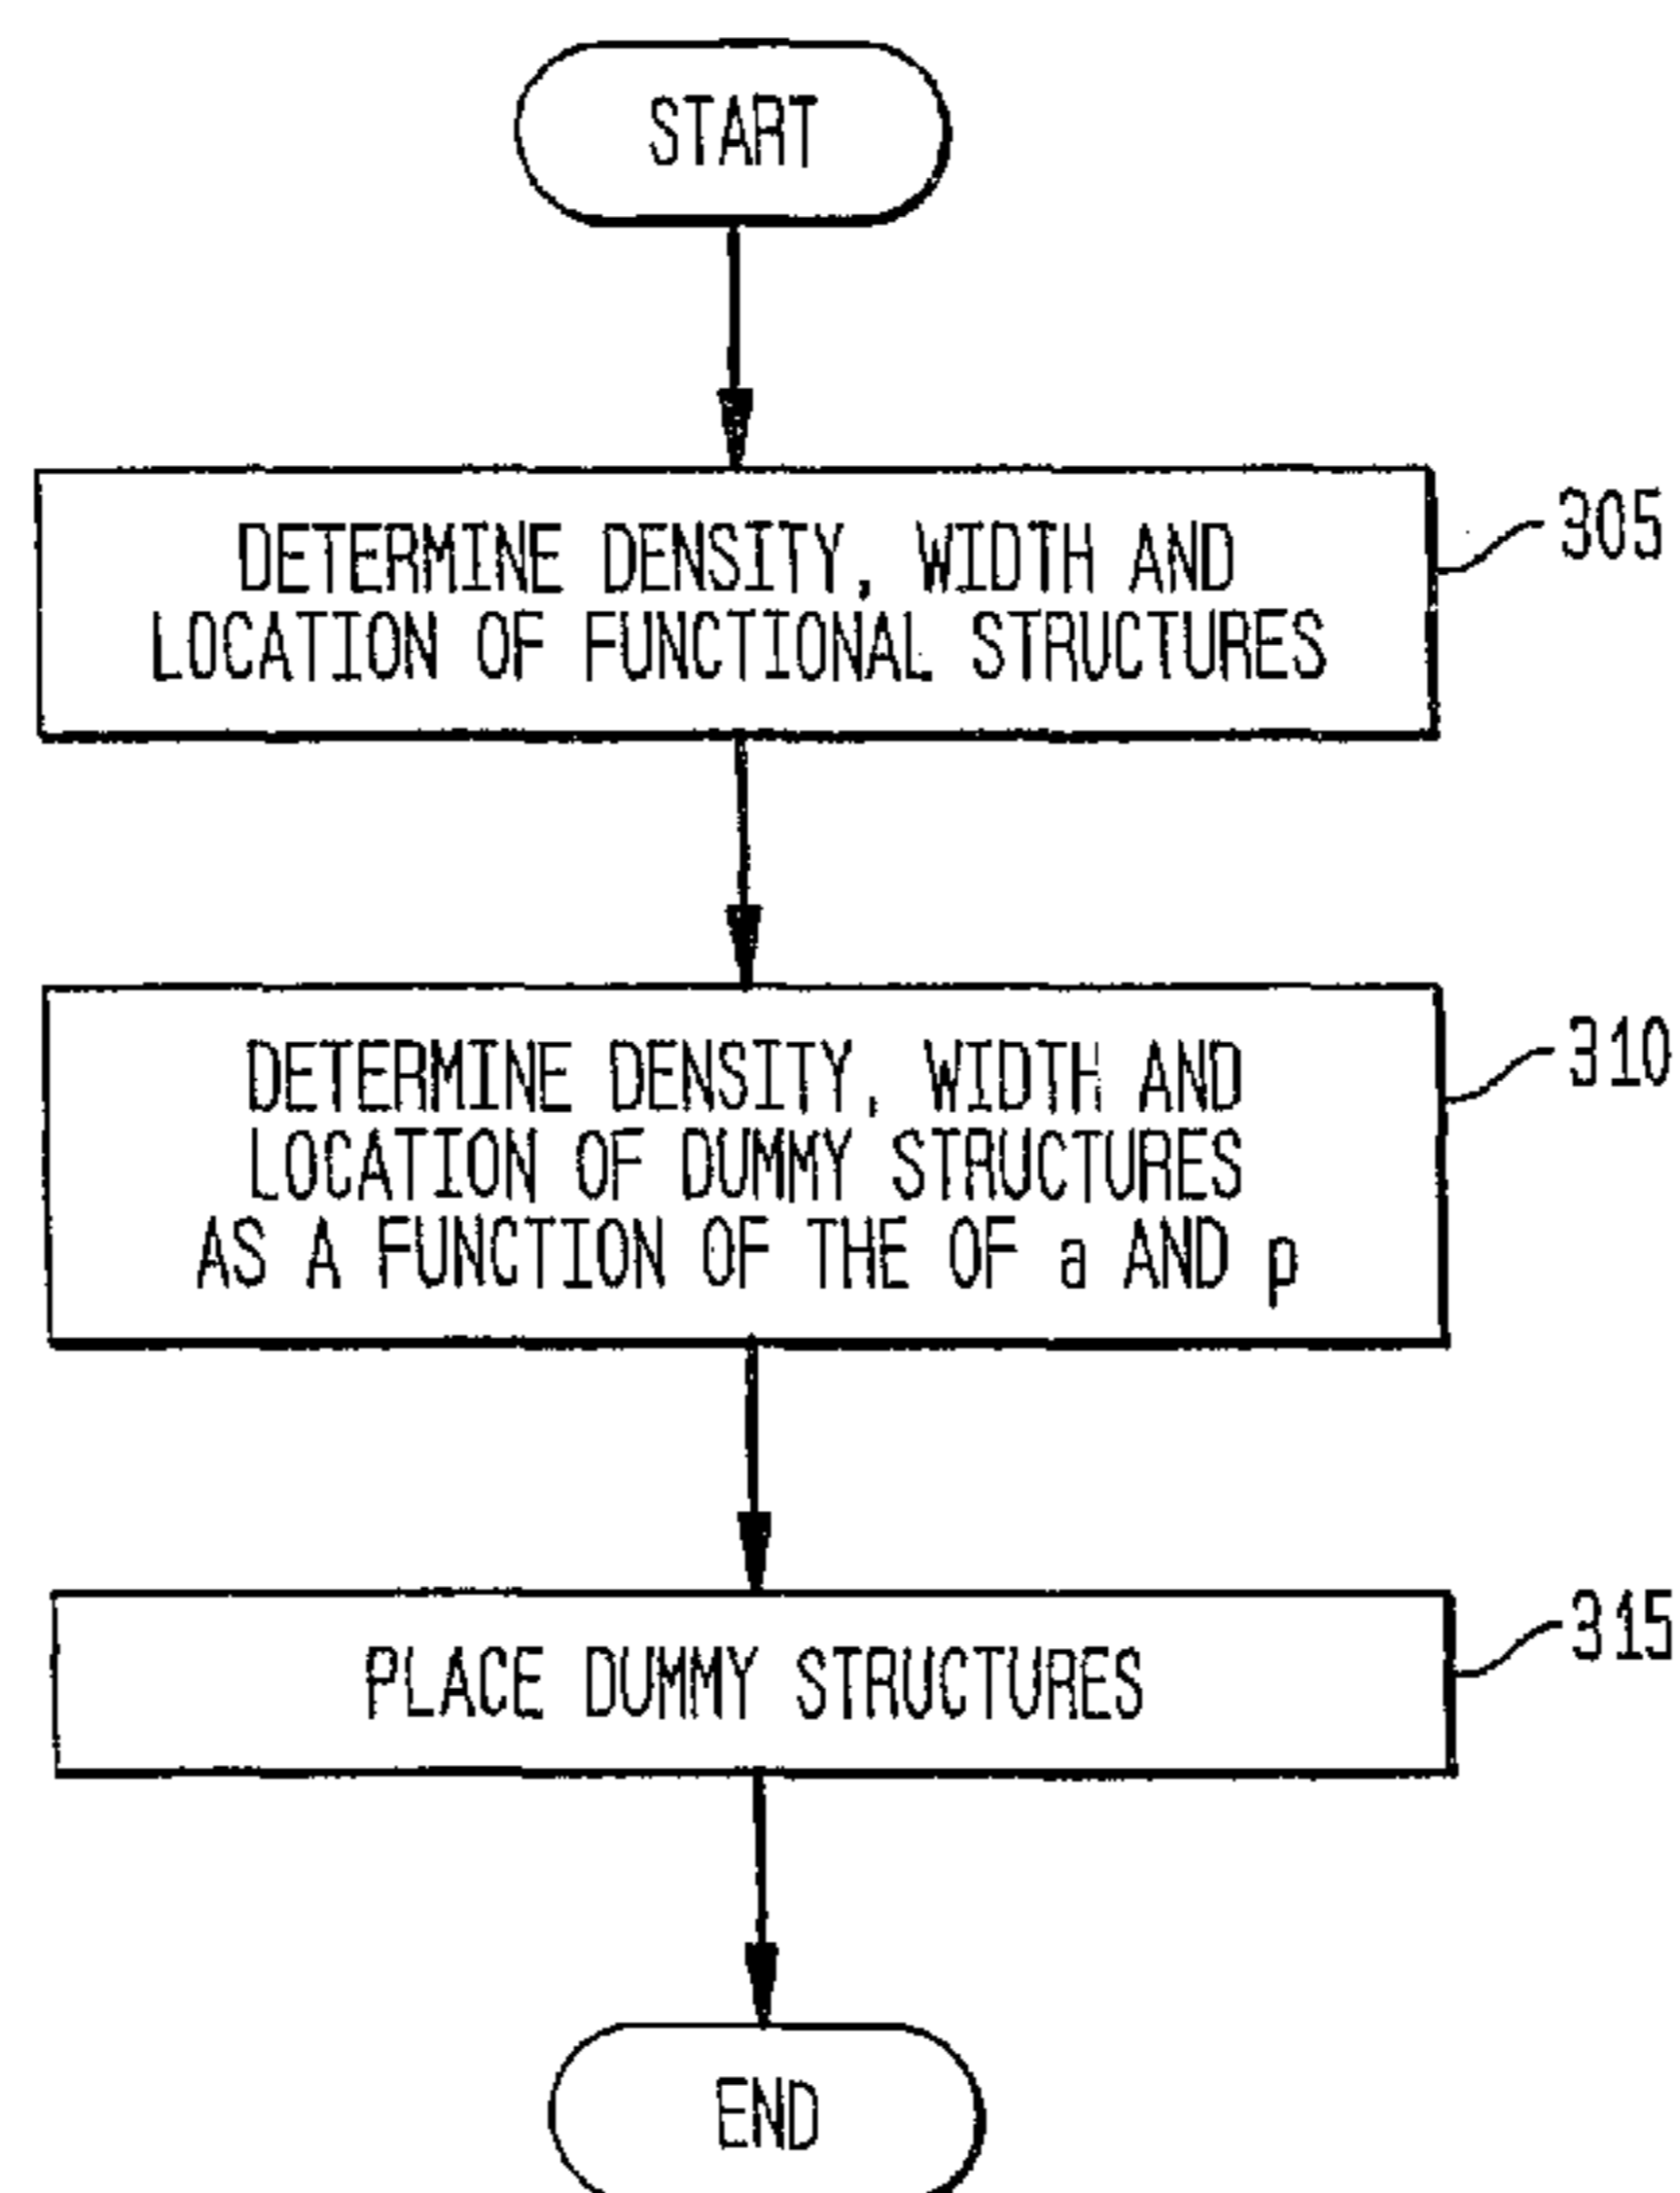 START
DETERMINE DENSITY, WIDTH AND
LOCATION OF FUNCTIONAL STRUCTURES
305
DETERMINE DENSITY, WIDTH AND
LOCATION OF DUMMY STRUCTURES
AS A FUNCTION OF THE OF a AND p
310
PLACE DUMMY STRUCTURES
315
END